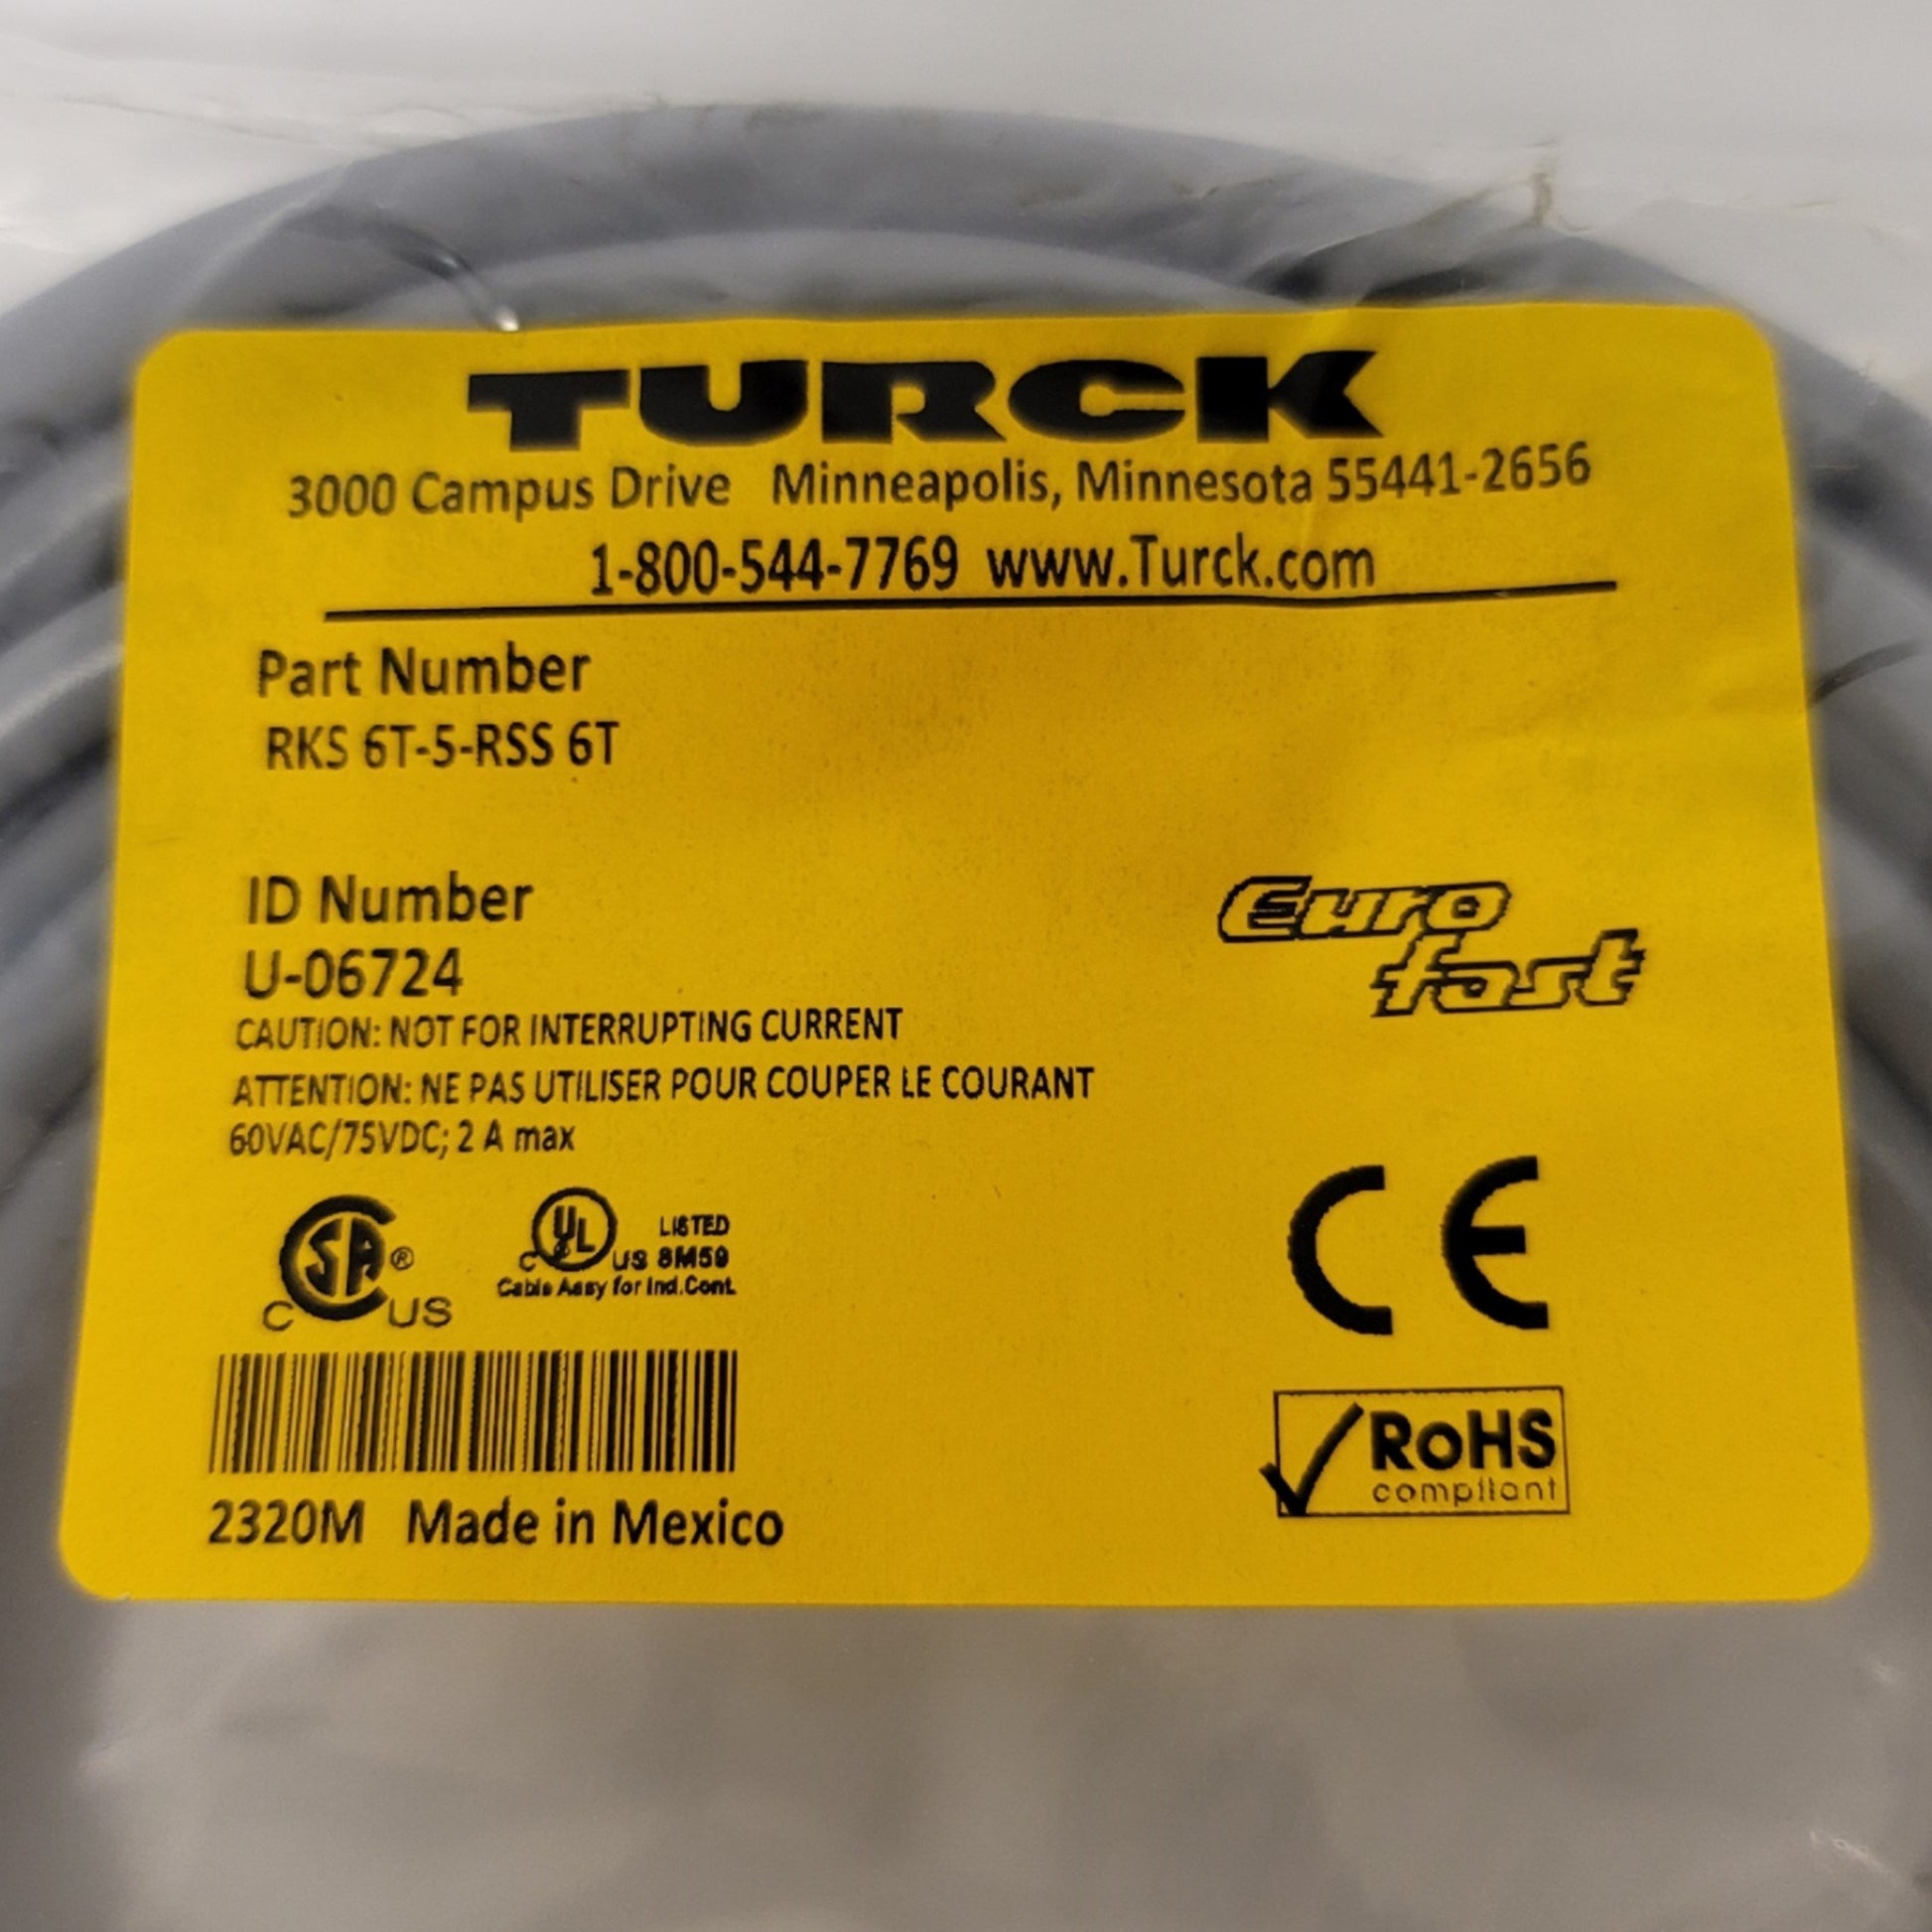 TURCK
3000 Campus Drive Minneapolis, Minnesota 55441-2656
1-800-544-7769 www.Turck.com
Part Number
RKS 6T-5-RSS 6T
ID Number
U-06724
Euro
fast
CAUTION: NOT FOR INTERRUPTING CURRENT
ATTENTION: NE PAS UTILISER POUR COUPER LE COURANT
60VAC/75VDC; 2 A max
C SA ® US
C UL US LISTED
8M59
Cable Assy for Ind.Cont.
CE
RoHS
compliant
2320M Made in Mexico